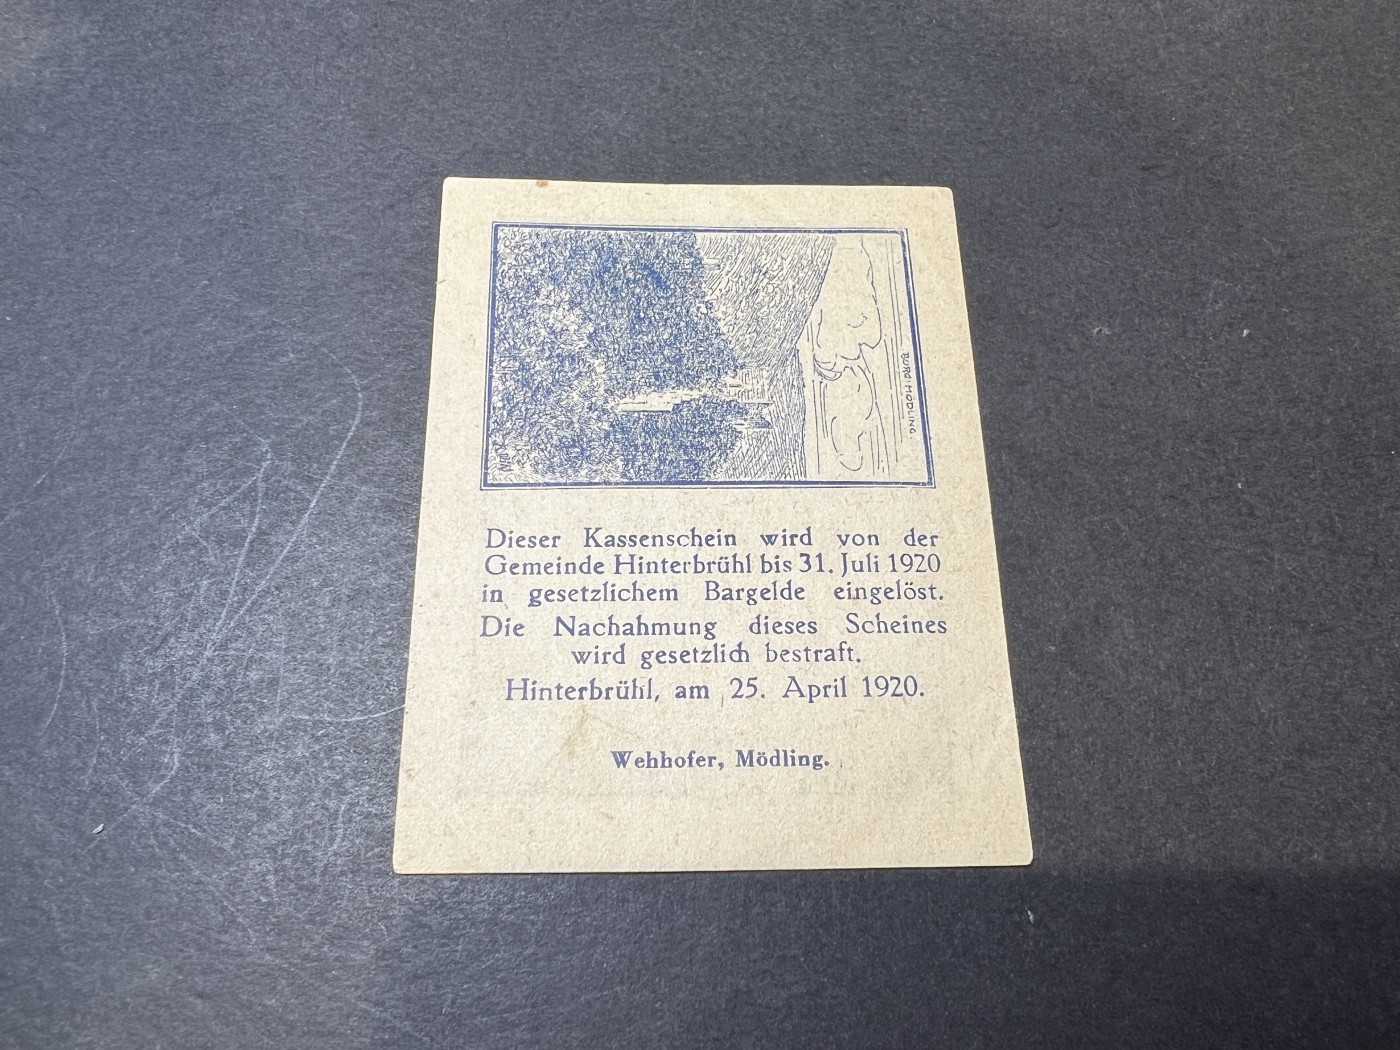 BURG MÖDLING.
Dieser Kassenschein wird von der
Gemeinde Hinterbrühl bis 31. Juli 1920
in gesetzlichem Bargelde eingelöst.
Die Nachahmung dieses Scheines
wird gesetzlich bestraft.
Hinterbrühl, am 25. April 1920.
Wehhofer, Mödling.